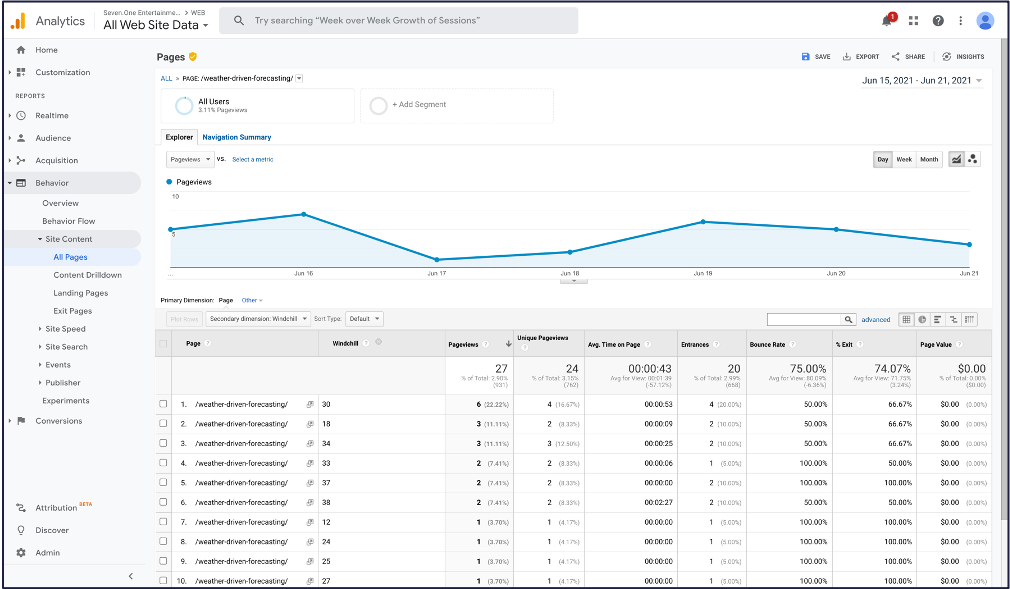 Analytics
Seven.One Entertainme... > WEB
All Web Site Data
Try searching “Week over Week Growth of Sessions”
1
Home
Customization
REPORTS
Realtime
Audience
Acquisition
Behavior
Overview
Behavior Flow
Site Content
All Pages
Content Drilldown
Landing Pages
Exit Pages
Site Speed
Site Search
Events
Publisher
Experiments
Conversions
Attribution BETA
Discover
Admin
Pages
SAVE EXPORT SHARE INSIGHTS
ALL > PAGE: /weather-driven-forecasting/
Jun 15, 2021 - Jun 21, 2021
All Users
3.11% Pageviews
+ Add Segment
Explorer Navigation Summary
Pageviews vs. Select a metric
Day Week Month
Pageviews
10
5
... Jun 16 Jun 17 Jun 18 Jun 19 Jun 20 Jun 21
Primary Dimension: Page Other
Plot Rows Secondary dimension: Windchill Sort Type: Default advanced
Page ? Windchill ? Pageviews ? Unique Pageviews ? Avg. Time on Page ? Entrances ? Bounce Rate ? % Exit ? Page Value ?
27 24 00:00:43 20 75.00% 74.07% $0.00
% of Total: 2.90% (931) % of Total: 3.15% (762) Avg for View: 00:01:39 (-57.12%) % of Total: 2.99% (668) Avg for View: 80.09% (-6.36%) Avg for View: 71.75% (3.24%) % of Total: 0.00% ($0.00)
1. /weather-driven-forecasting/ 30 6 (22.22%) 4 (16.67%) 00:00:53 4 (20.00%) 50.00% 66.67% $0.00 (0.00%)
2. /weather-driven-forecasting/ 18 3 (11.11%) 2 (8.33%) 00:00:09 2 (10.00%) 50.00% 66.67% $0.00 (0.00%)
3. /weather-driven-forecasting/ 34 3 (11.11%) 3 (12.50%) 00:00:25 2 (10.00%) 50.00% 66.67% $0.00 (0.00%)
4. /weather-driven-forecasting/ 33 2 (7.41%) 2 (8.33%) 00:00:06 1 (5.00%) 100.00% 50.00% $0.00 (0.00%)
5. /weather-driven-forecasting/ 37 2 (7.41%) 2 (8.33%) 00:00:00 2 (10.00%) 100.00% 100.00% $0.00 (0.00%)
6. /weather-driven-forecasting/ 38 2 (7.41%) 2 (8.33%) 00:02:27 2 (10.00%) 50.00% 50.00% $0.00 (0.00%)
7. /weather-driven-forecasting/ 12 1 (3.70%) 1 (4.17%) 00:00:00 1 (5.00%) 100.00% 100.00% $0.00 (0.00%)
8. /weather-driven-forecasting/ 24 1 (3.70%) 1 (4.17%) 00:00:00 1 (5.00%) 100.00% 100.00% $0.00 (0.00%)
9. /weather-driven-forecasting/ 25 1 (3.70%) 1 (4.17%) 00:00:00 1 (5.00%) 100.00% 100.00% $0.00 (0.00%)
10. /weather-driven-forecasting/ 27 1 (3.70%) 1 (4.17%) 00:00:00 1 (5.00%) 100.00% 100.00% $0.00 (0.00%)